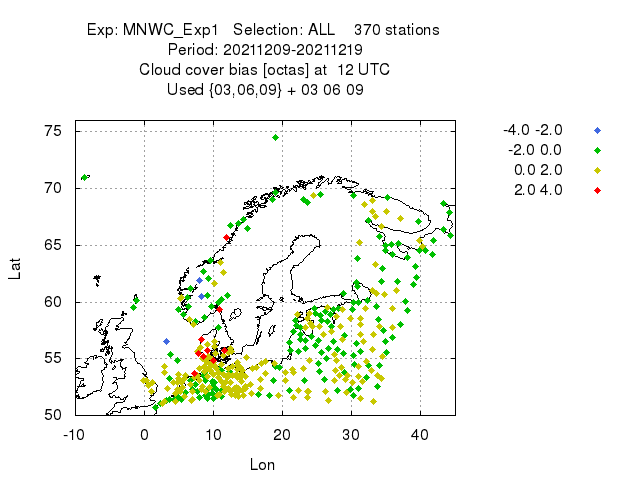 Exp: MNWC_Exp1 Selection: ALL 370 stations
Period: 20211209-20211219
Cloud cover bias [octas] at 12 UTC
Used {03,06,09} + 03 06 09
-4.0 -2.0
-2.0 0.0
0.0 2.0
2.0 4.0
75
70
65
60
55
50
Lat
-10 0 10 20 30 40
Lon